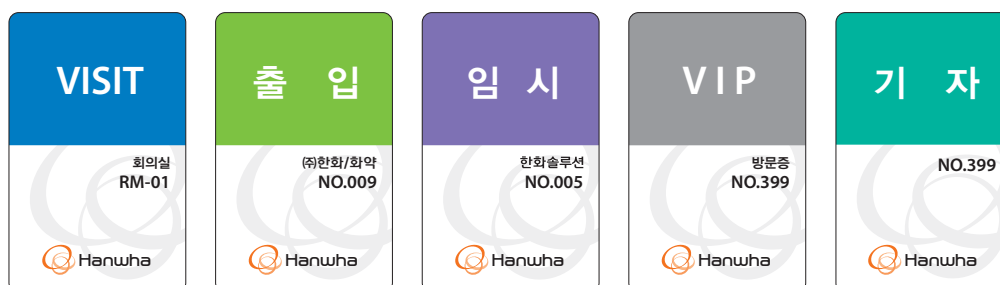 VISIT
회의실
RM-01
Hanwha
출 입
㈜한화/화약
NO.009
Hanwha
임 시
한화솔루션
NO.005
Hanwha
VIP
방문증
NO.399
Hanwha
기 자
NO.399
Hanwha